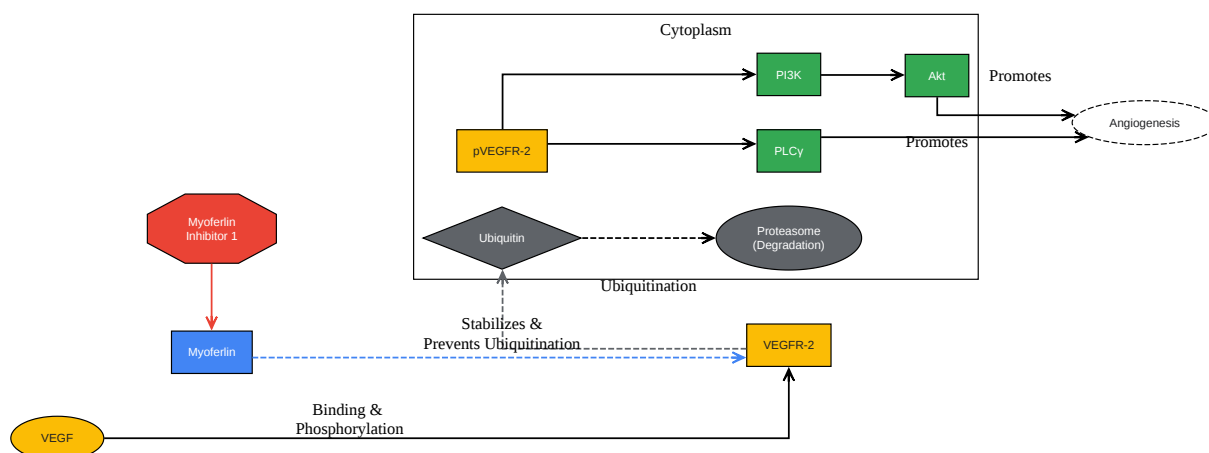 Cytoplasm
PI3K
Akt
Promotes
Angiogenesis
pVEGFR-2
PLCγ
Promotes
Myoferlin
Inhibitor 1
Ubiquitin
Proteasome
(Degradation)
Ubiquitination
Stabilizes &
Prevents Ubiquitination
Myoferlin
VEGFR-2
Binding &
Phosphorylation
VEGF